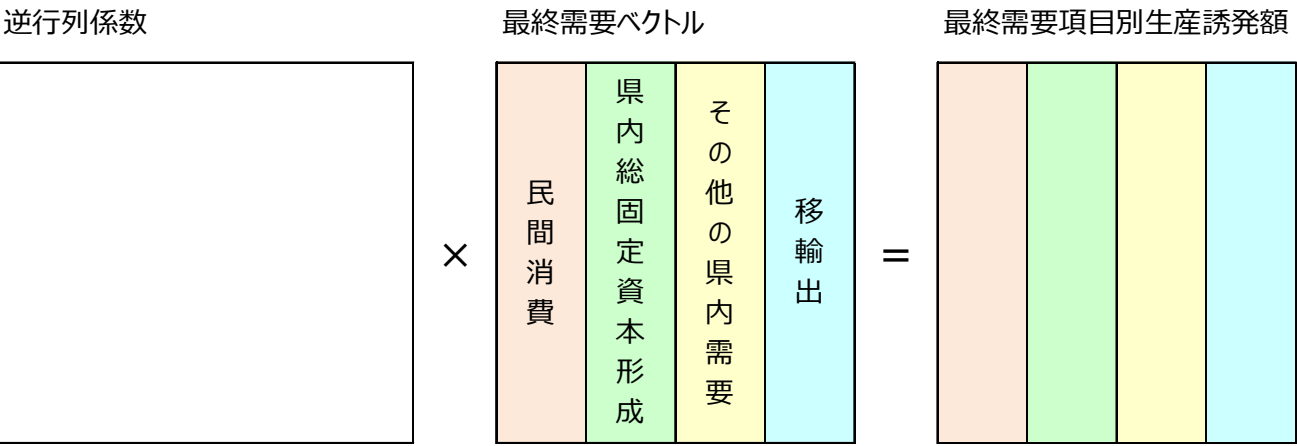 逆行列係数
最終需要ベクトル
最終需要項目別生産誘発額
民間消費
県内総固定資本形成
その他の県内需要
移輸出
×
=